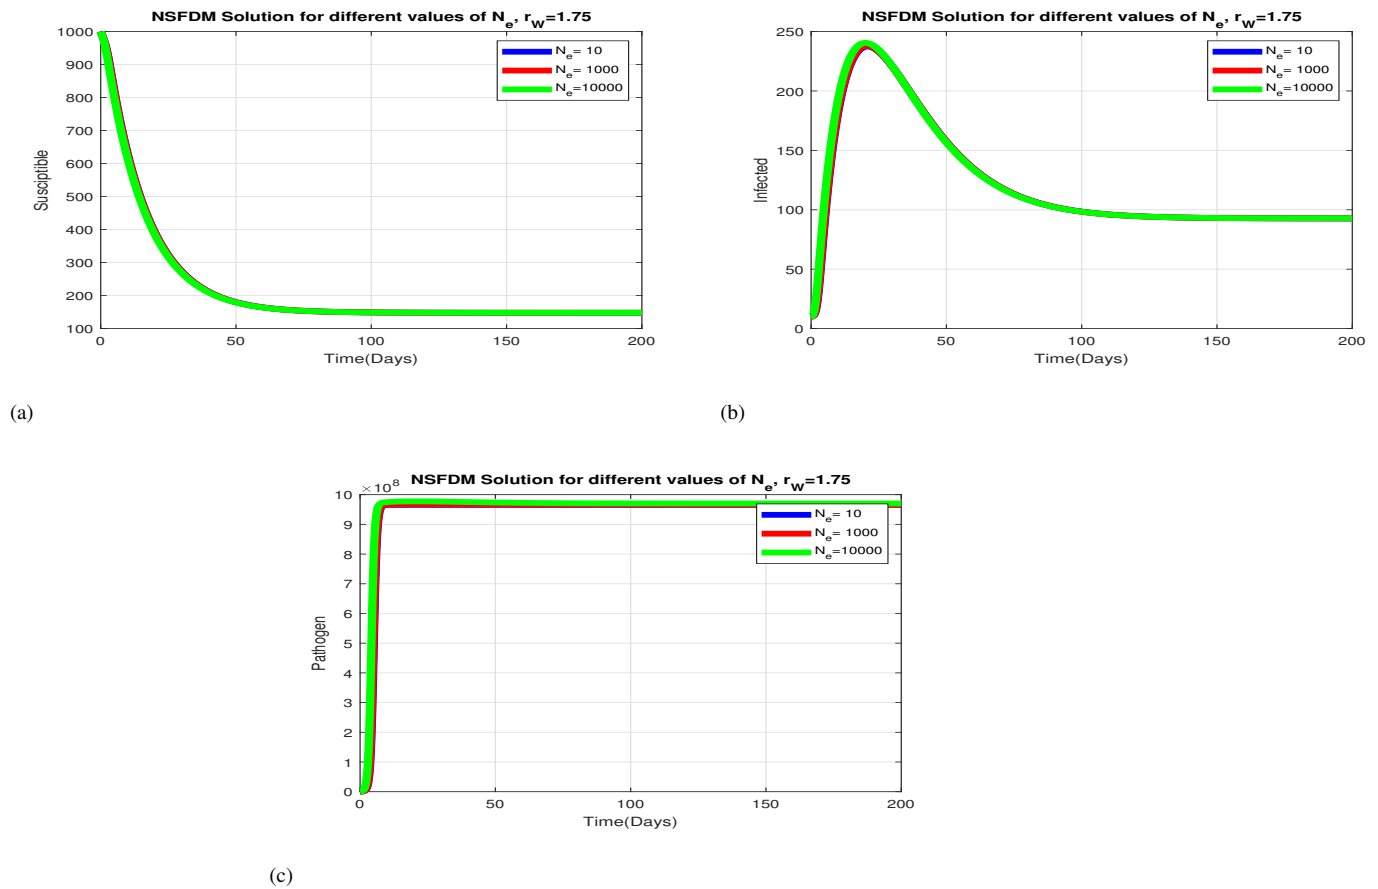 NSFDM Solution for different values of N_e, r_W=1.75
1000
900
800
700
600
500
400
300
200
100
0
50
100
150
200
Susciptible
Time(Days)
N_e= 10
N_e= 1000
N_e=10000
(a)
NSFDM Solution for different values of N_e, r_W=1.75
250
200
150
100
50
0
0
50
100
150
200
Infected
Time(Days)
N_e= 10
N_e= 1000
N_e=10000
(b)
NSFDM Solution for different values of N_e, r_W=1.75
×10^8
10
9
8
7
6
5
4
3
2
1
0
0
50
100
150
200
Pathogen
Time(Days)
N_e= 10
N_e= 1000
N_e=10000
(c)